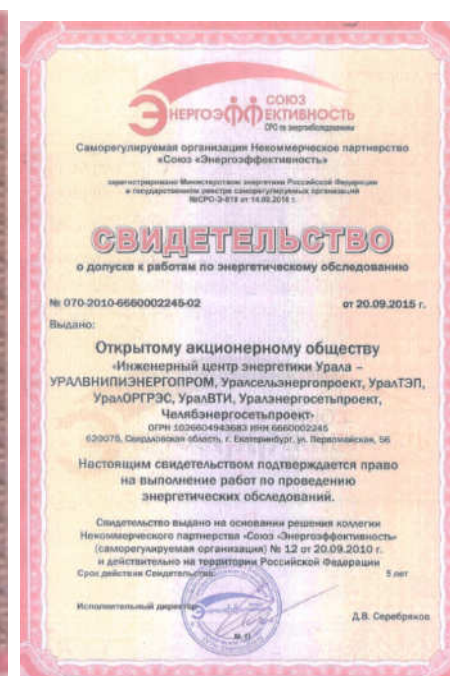 СОЮЗ
ЭНЕРГОЭФФЕКТИВНОСТЬ
СРО по энергообследованиям
Саморегулируемая организация Некоммерческое партнерство
«Союз «Энергоэффективность»
зарегистрировано Министерством энергетики Российской Федерации
в государственном реестре саморегулируемых организаций
СВИДЕТЕЛЬСТВО
о допуске к работам по энергетическому обследованию
№ 070-2010-6660002245-02 от 20.09.2015 г.
Выдано:
Открытому акционерному обществу
«Инженерный центр энергетики Урала –
УРАЛВНИПИЭНЕРГОПРОМ, Уралсельэнергопроект, УралТЭП,
УралОРГРЭС, УралВТИ, Уралэнергосетьпроект,
Челябэнергосетьпроект»
ОГРН 1026604943683 ИНН 6660002245
620075, Свердловская область, г. Екатеринбург, ул. Первомайская, 56
Настоящим свидетельством подтверждается право
на выполнение работ по проведению
энергетических обследований.
Свидетельство выдано на основании решения коллегии
Некоммерческого партнерства «Союз «Энергоэффективность»
(саморегулируемая организация) № 12 от 20.09.2010 г.
и действительно на территории Российской Федерации
Срок действия Свидетельства: 5 лет
Исполнительный директор
Д.В. Серебряков